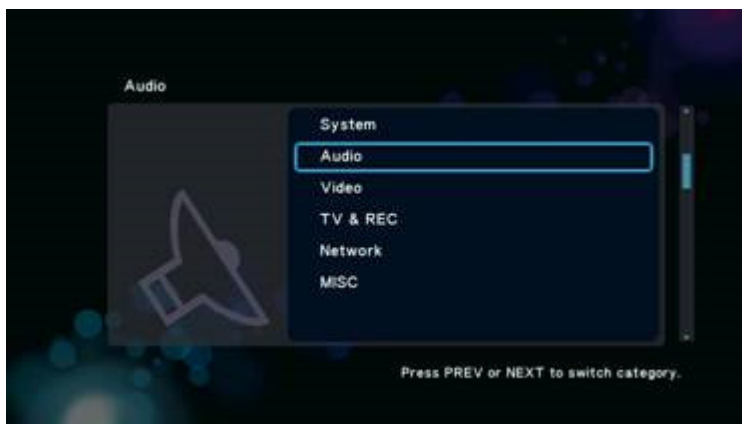 Audio
System
Audio
Video
TV & REC
Network
MISC
Press PREV or NEXT to switch category.